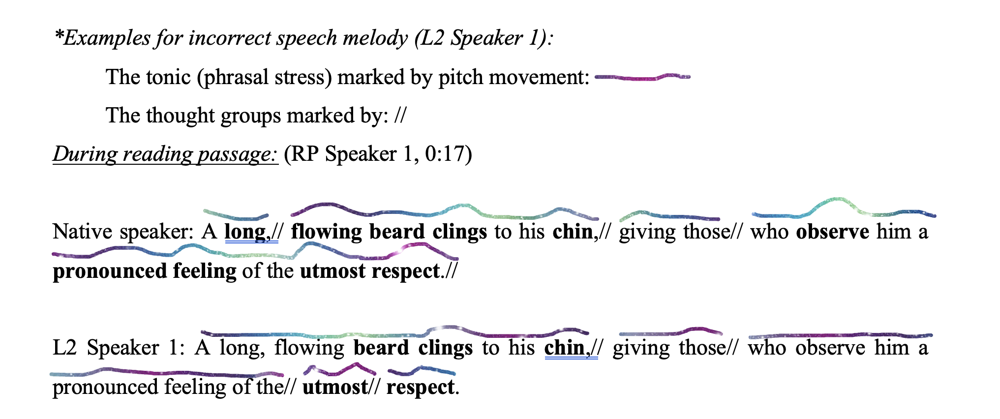 *Examples for incorrect speech melody (L2 Speaker 1):
The tonic (phrasal stress) marked by pitch movement:
The thought groups marked by: //
During reading passage: (RP Speaker 1, 0:17)
Native speaker: A long,// flowing beard clings to his chin,// giving those// who observe him a
pronounced feeling of the utmost respect.//
L2 Speaker 1: A long, flowing beard clings to his chin,// giving those// who observe him a
pronounced feeling of the// utmost// respect.